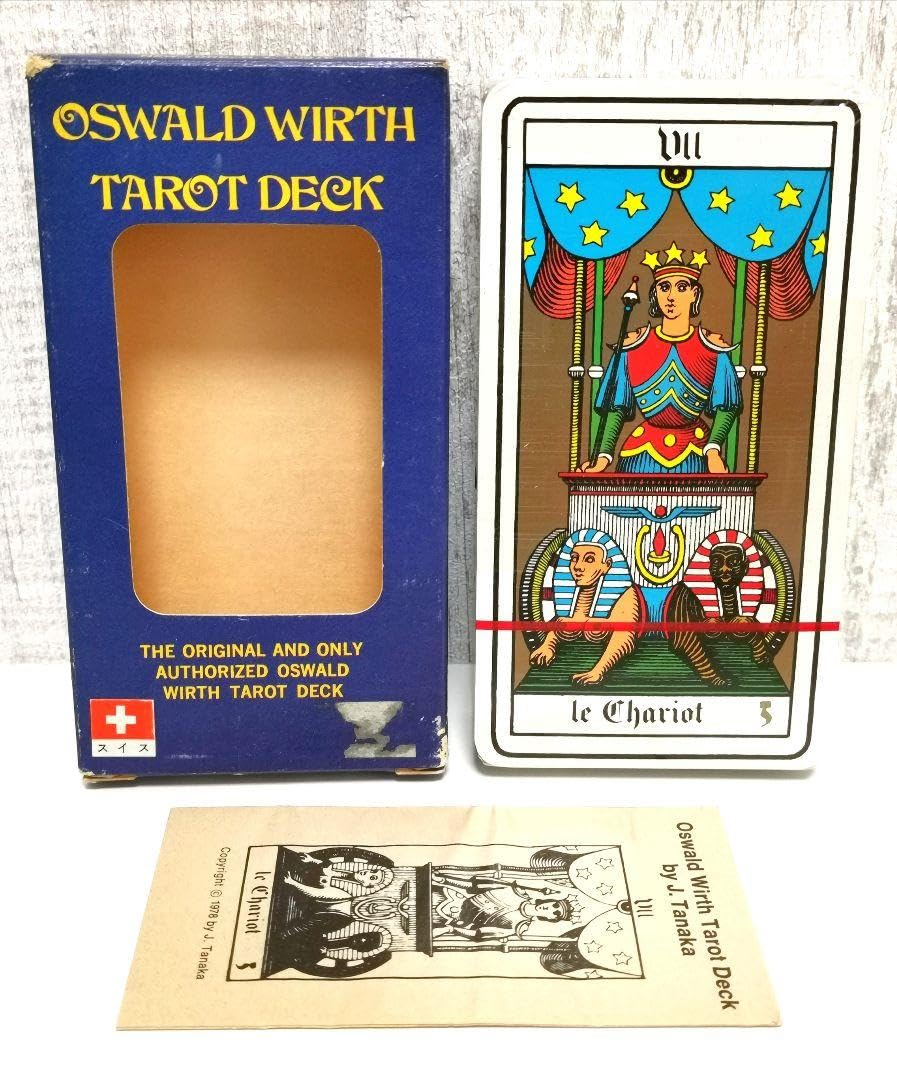 OSWALD WIRTH
TAROT DECK
THE ORIGINAL AND ONLY
AUTHORIZED OSWALD
WIRTH TAROT DECK
スイス
VII
le Chariot
ז
Oswald Wirth Tarot Deck
by J. Tanaka
VII
le Chariot
ז
Copyright © 1978 by J. Tanaka